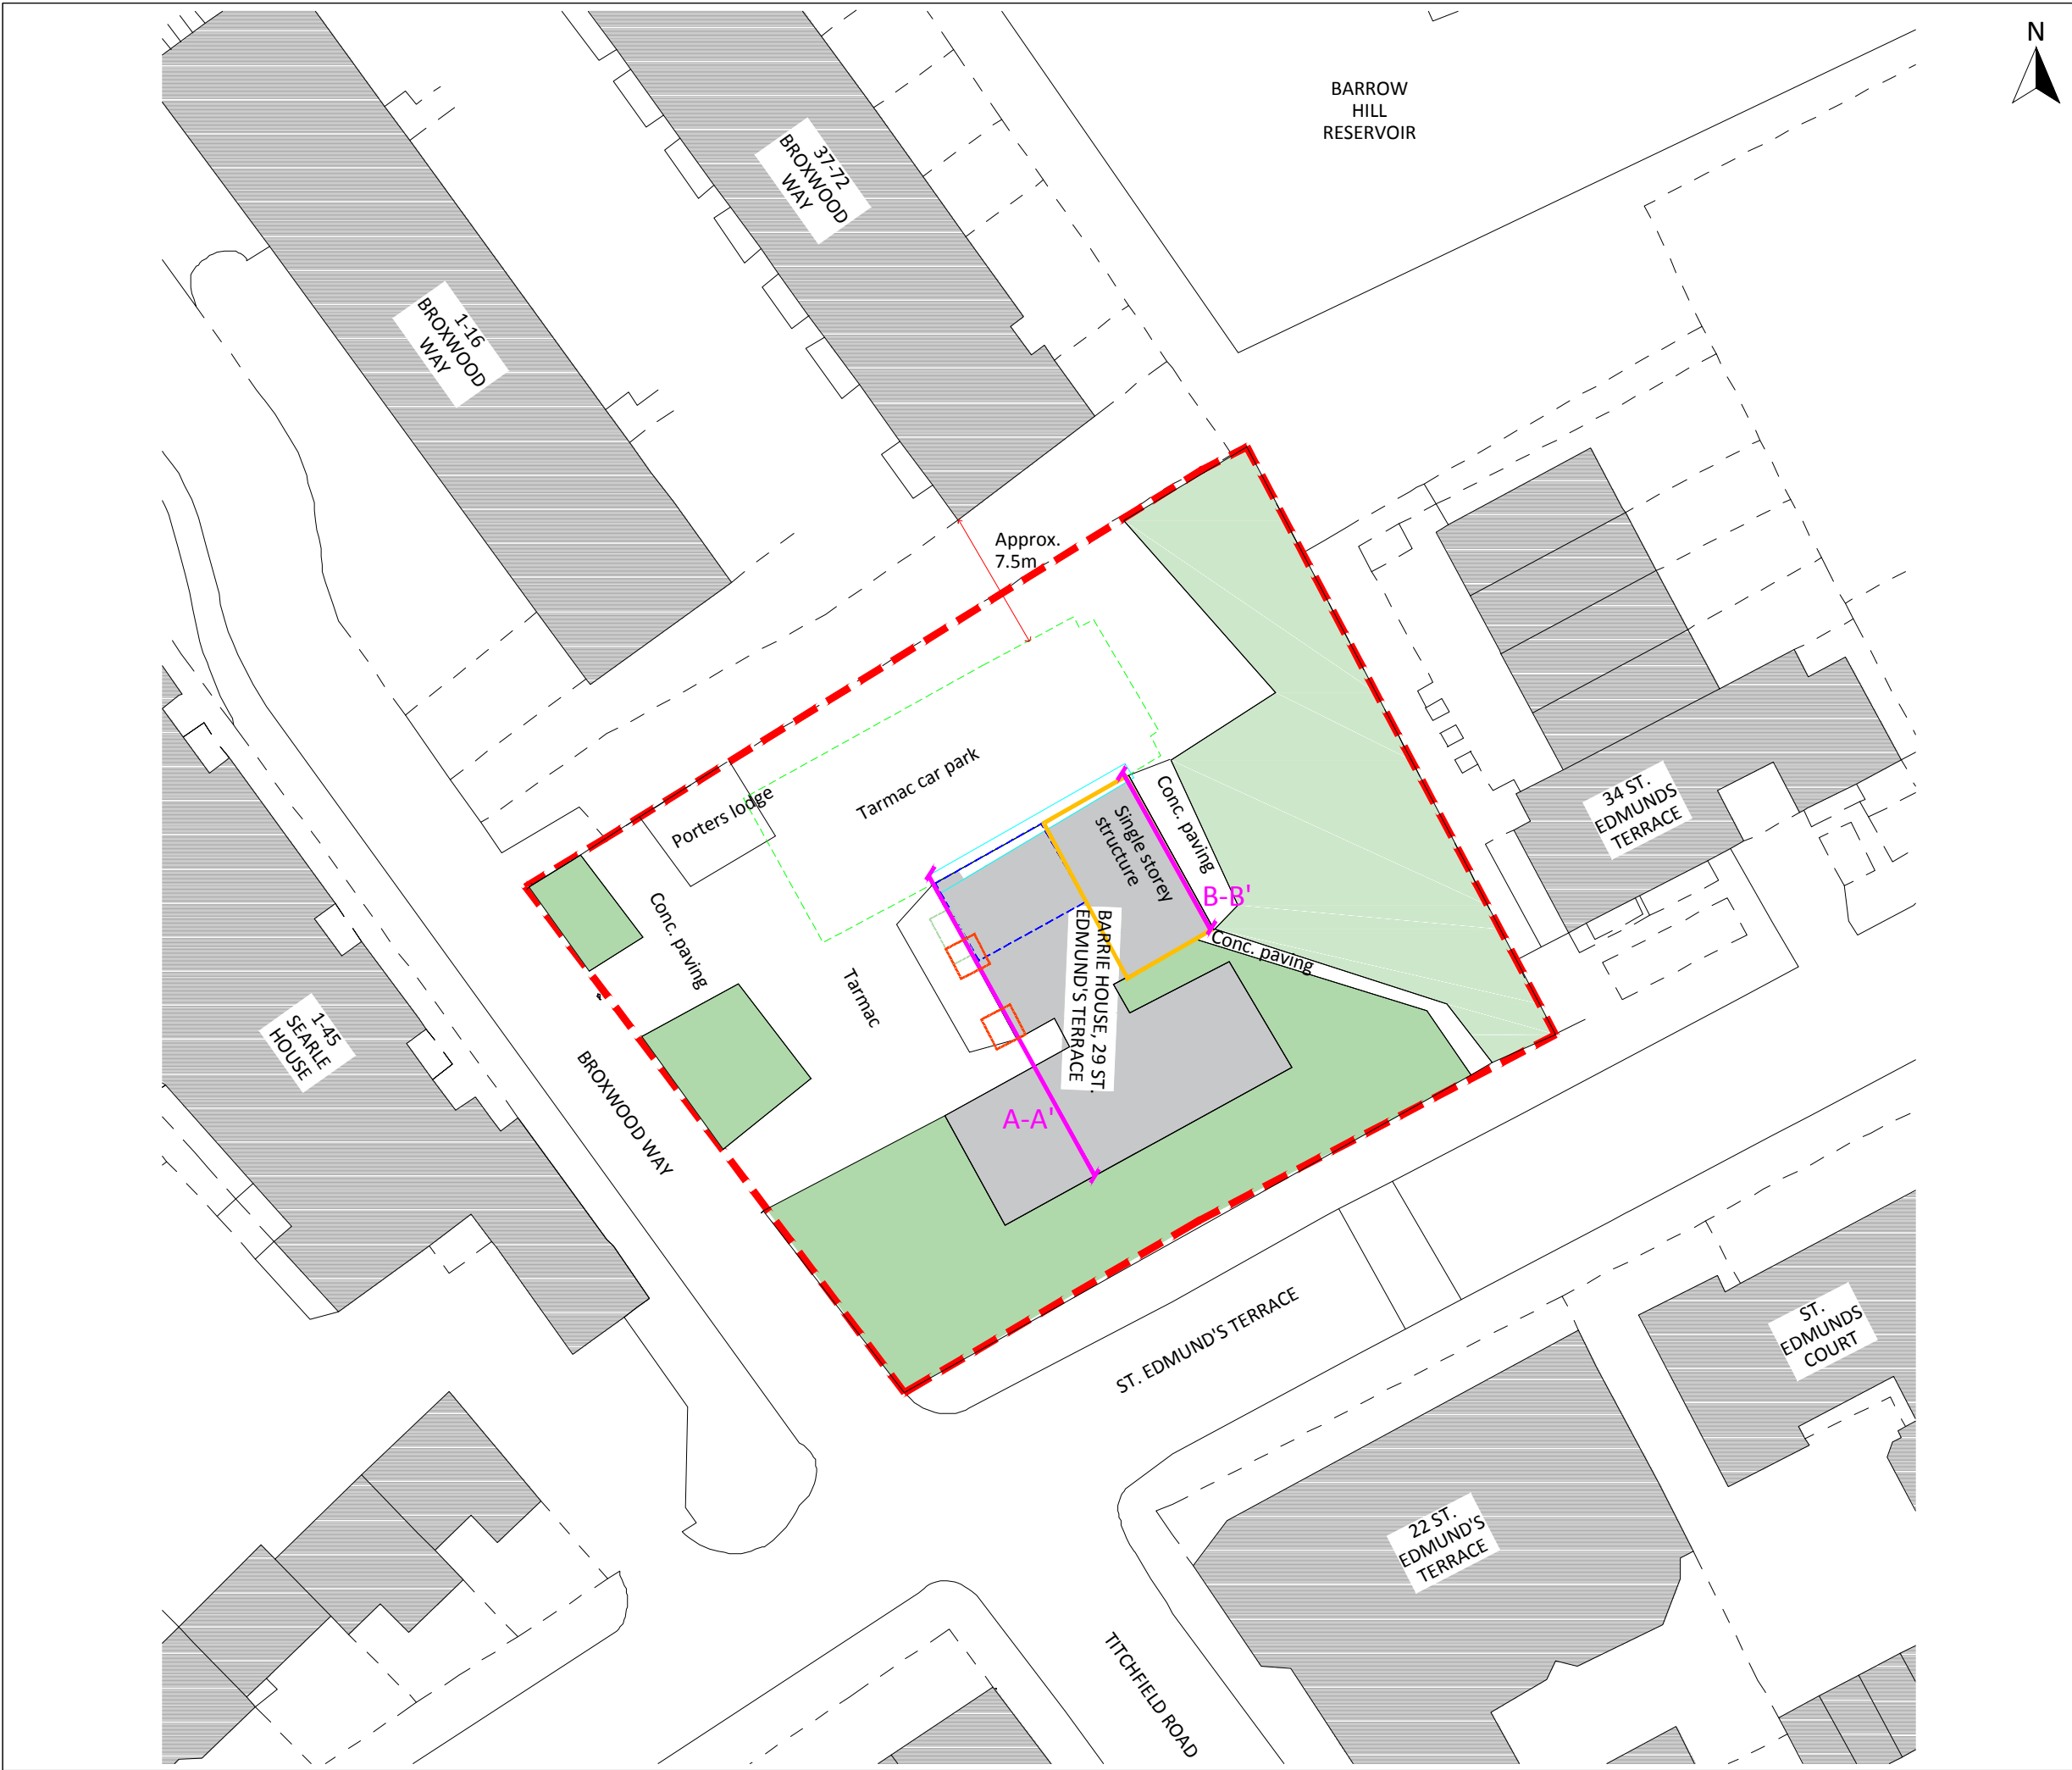 N
BARROW
HILL
RESERVOIR
37-72
BROXWOOD
WAY
1-16
BROXWOOD
WAY
Approx.
7.5m
Tarmac car park
Porters lodge
Conc. paving
Single storey
structure
34 ST.
EDMUNDS
TERRACE
B-B'
Conc. paving
Conc. paving
BARRIE HOUSE, 29 ST.
EDMUND'S TERRACE
Tarmac
1-45
SEARLE
HOUSE
BROXWOOD WAY
A-A'
ST. EDMUND'S TERRACE
ST.
EDMUNDS
COURT
22 ST.
EDMUND'S
TERRACE
TITCHFIELD ROAD